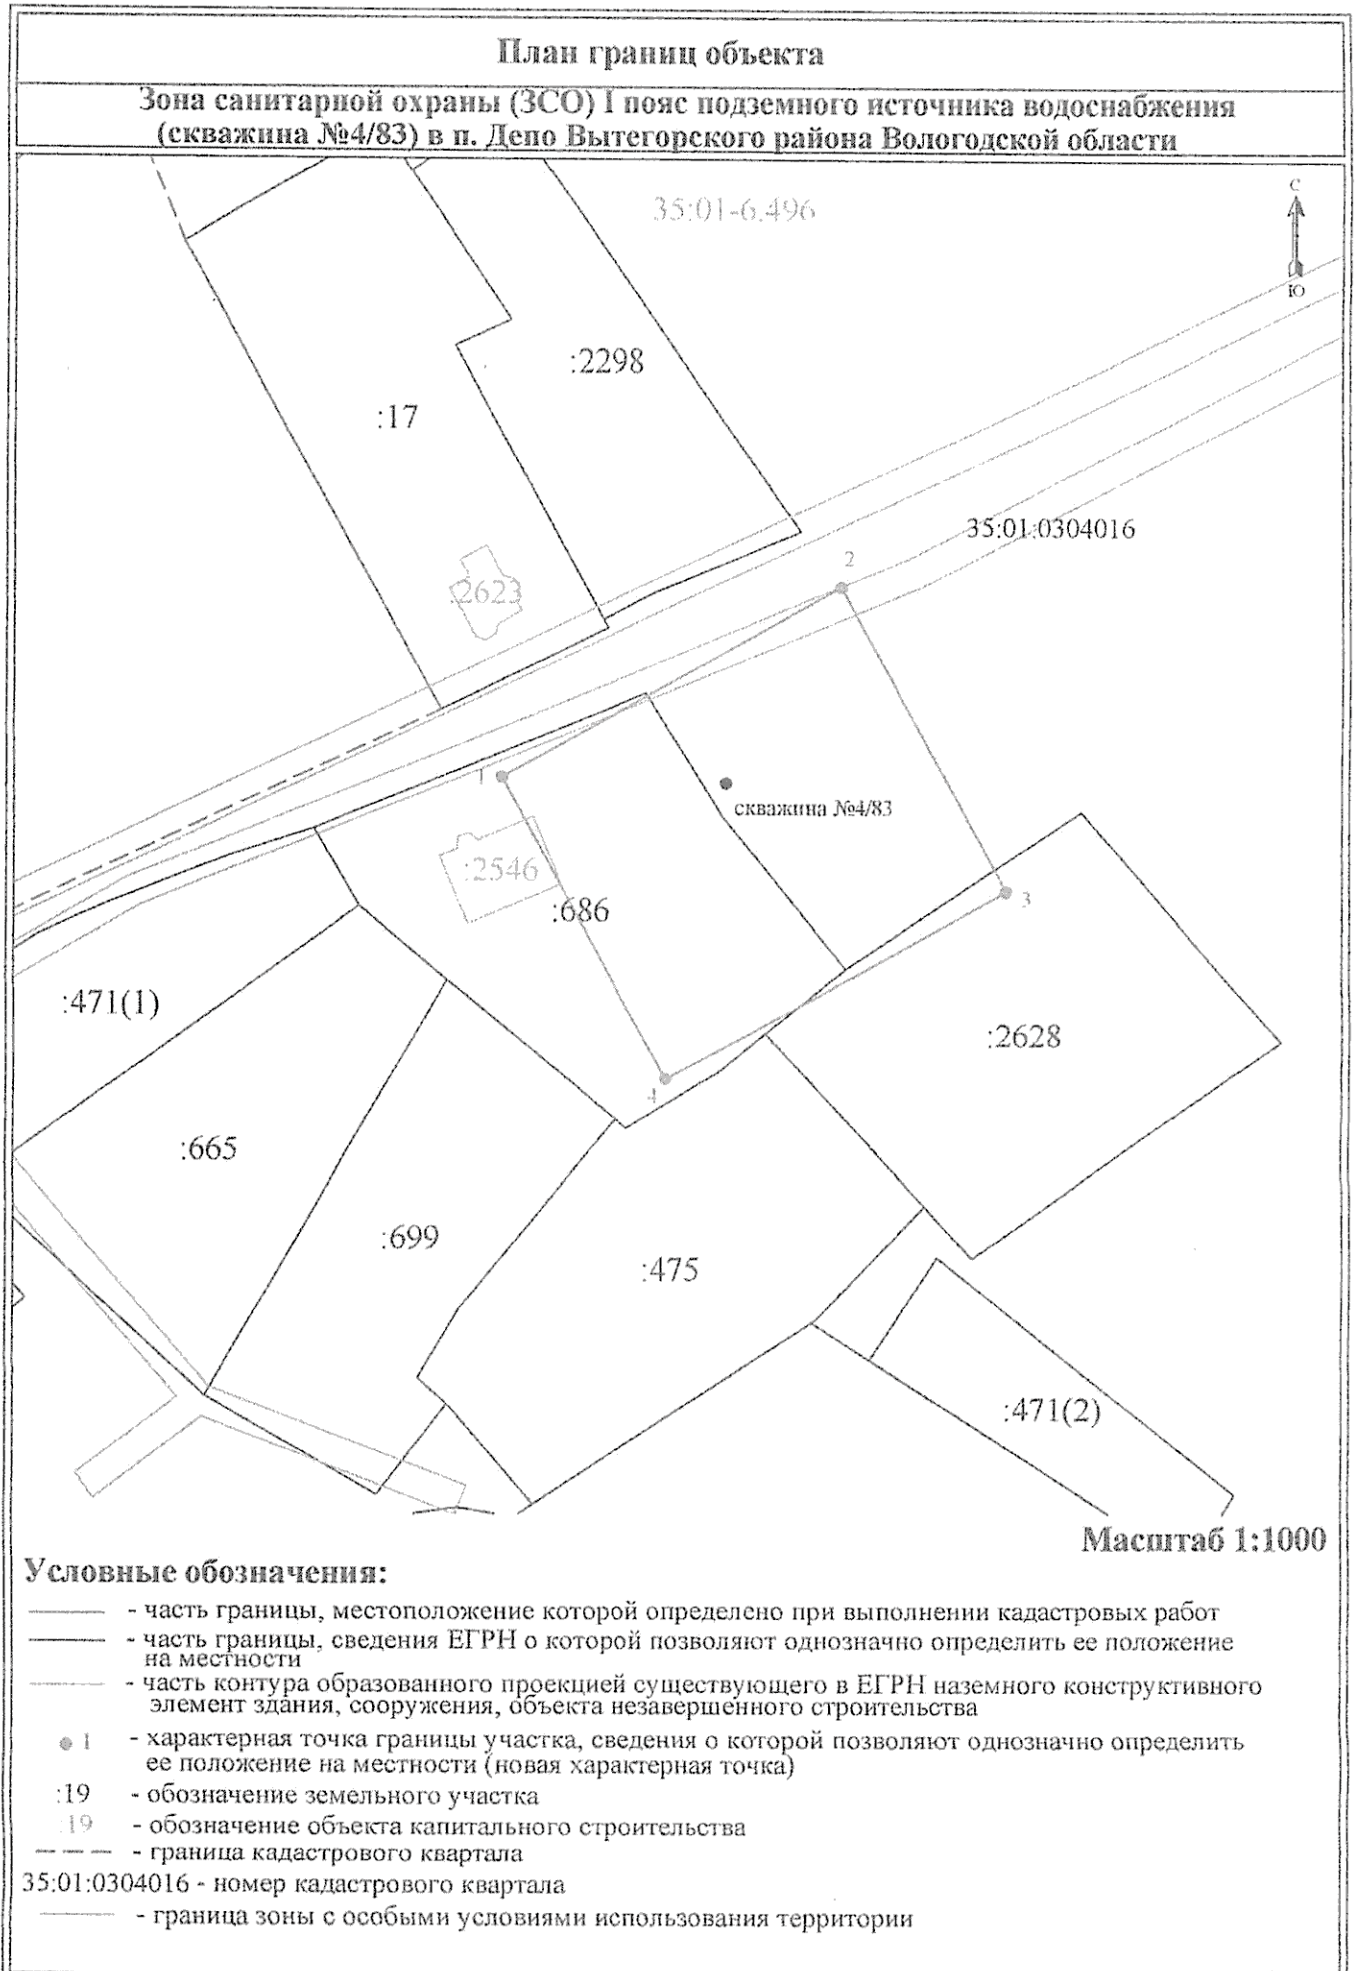 План границ объекта
Зона санитарной охраны (ЗСО) I пояс подземного источника водоснабжения
(скважина №4/83) в п. Депо Вытегорского района Вологодской области
35:01-6.496
С
Ю
:2298
:17
35:01:0304016
2
:2623
1
скважина №4/83
:2546
:686
3
:471(1)
:2628
4
:665
:699
:475
:471(2)
Масштаб 1:1000
Условные обозначения:
- часть границы, местоположение которой определено при выполнении кадастровых работ
- часть границы, сведения ЕГРН о которой позволяют однозначно определить ее положение
на местности
- часть контура образованного проекцией существующего в ЕГРН наземного конструктивного
элемент здания, сооружения, объекта незавершенного строительства
1 - характерная точка границы участка, сведения о которой позволяют однозначно определить
ее положение на местности (новая характерная точка)
:19 - обозначение земельного участка
:19 - обозначение объекта капитального строительства
- граница кадастрового квартала
35:01:0304016 - номер кадастрового квартала
- граница зоны с особыми условиями использования территории